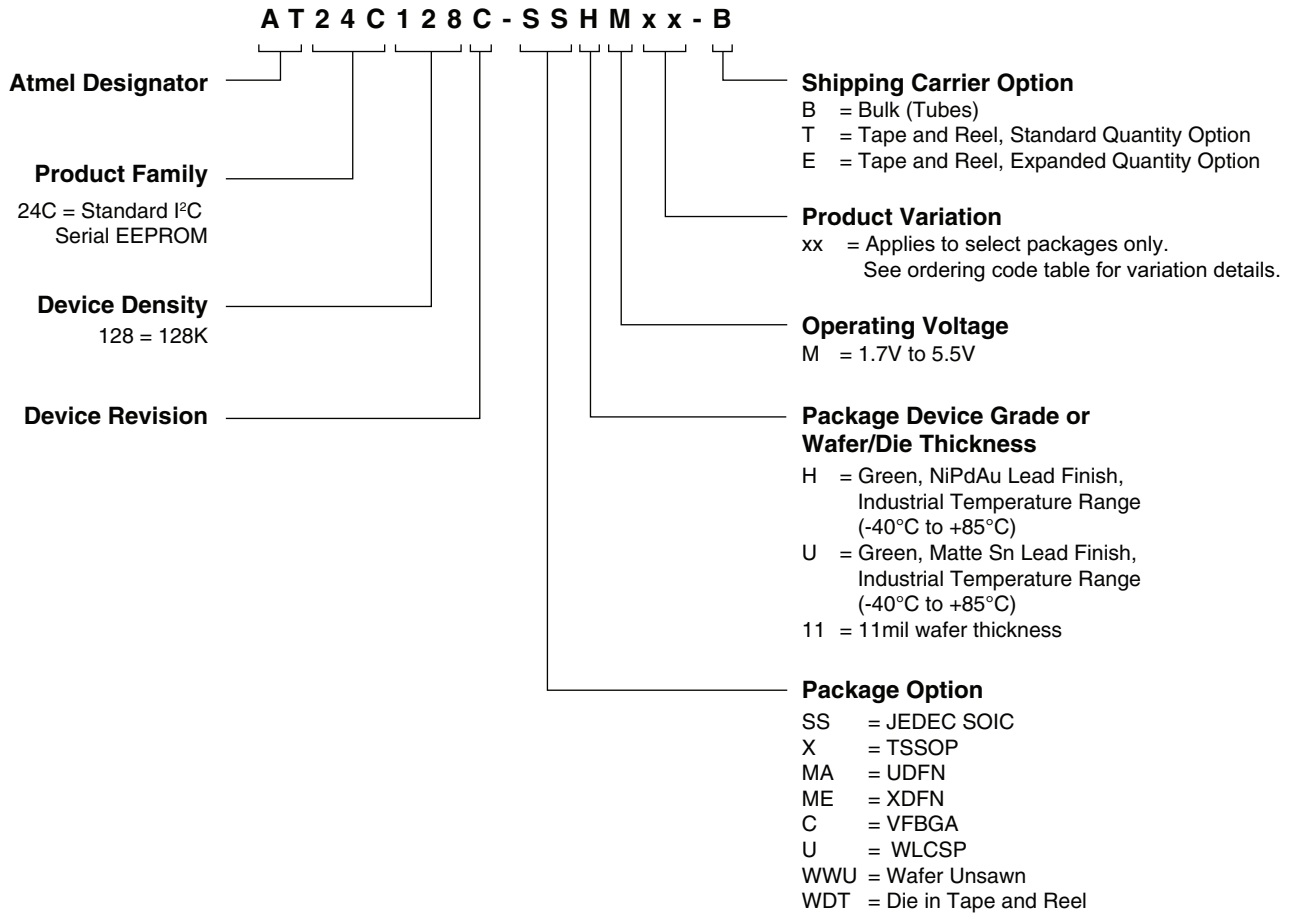 AT24C128C-SSHMxx-B
Atmel Designator
Product Family
24C = Standard I²C
Serial EEPROM
Device Density
128 = 128K
Device Revision
Shipping Carrier Option
B = Bulk (Tubes)
T = Tape and Reel, Standard Quantity Option
E = Tape and Reel, Expanded Quantity Option
Product Variation
xx = Applies to select packages only.
See ordering code table for variation details.
Operating Voltage
M = 1.7V to 5.5V
Package Device Grade or
Wafer/Die Thickness
H = Green, NiPdAu Lead Finish,
Industrial Temperature Range
(-40°C to +85°C)
U = Green, Matte Sn Lead Finish,
Industrial Temperature Range
(-40°C to +85°C)
11 = 11mil wafer thickness
Package Option
SS = JEDEC SOIC
X = TSSOP
MA = UDFN
ME = XDFN
C = VFBGA
U = WLCSP
WWU = Wafer Unsawn
WDT = Die in Tape and Reel